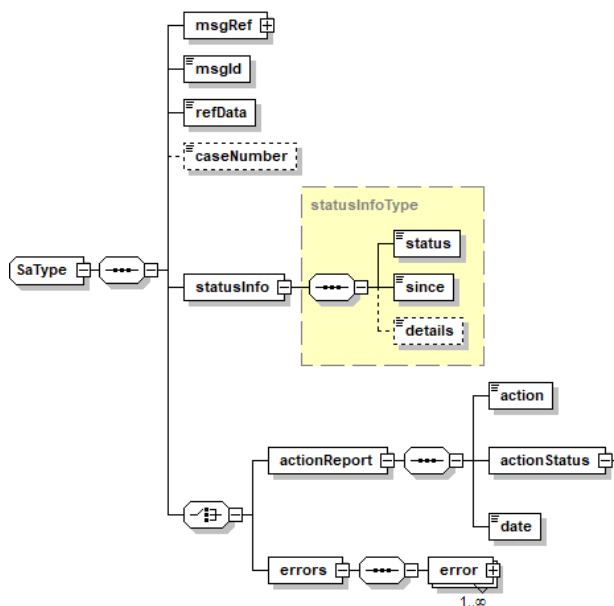 msgRef
msgId
refData
caseNumber
statusInfoType
status
SaType
statusInfo
since
details
action
actionReport
actionStatus
date
errors
error
1..∞